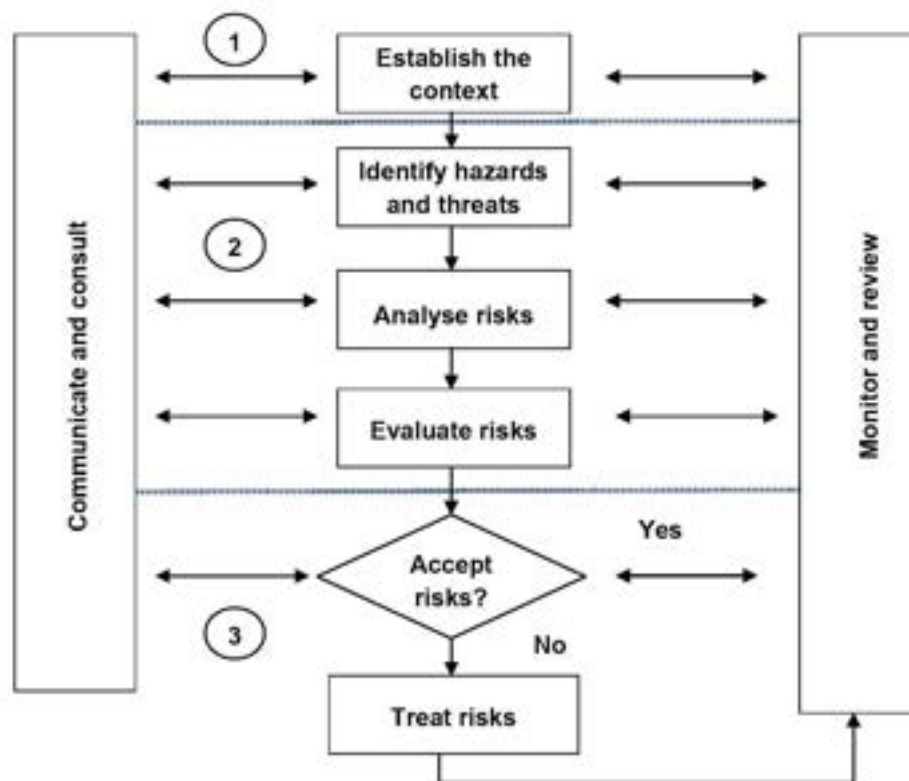 1
Establish the
context
Identify hazards
and threats
2
Analyse risks
Evaluate risks
Communicate and consult
Monitor and review
Yes
Accept
risks?
3
No
Treat risks